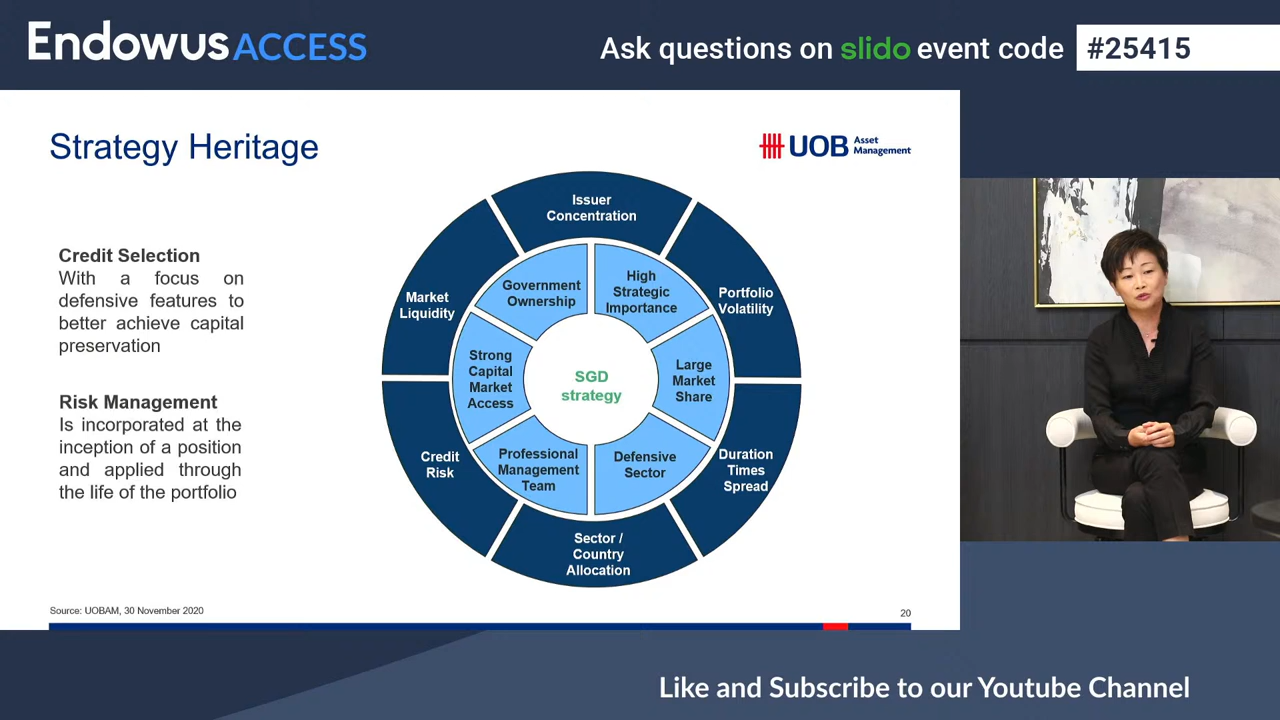 Endowus ACCESS
Ask questions on slido event code #25415
Strategy Heritage
UOB Asset
Management
Credit Selection
With a focus on
defensive features to
better achieve capital
preservation
Risk Management
Is incorporated at the
inception of a position
and applied through
the life of the portfolio
Issuer
Concentration
Portfolio
Volatility
Duration
Times
Spread
Sector /
Country
Allocation
Credit
Risk
Market
Liquidity
Government
Ownership
High
Strategic
Importance
Large
Market
Share
Defensive
Sector
Professional
Management
Team
Strong
Capital
Market
Access
SGD
strategy
Source: UOBAM, 30 November 2020
20
Like and Subscribe to our Youtube Channel